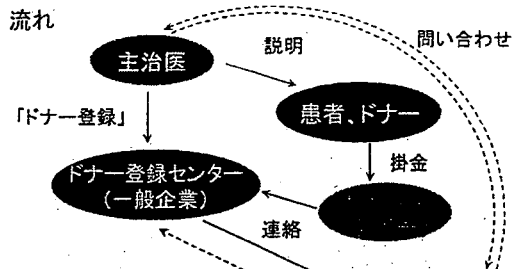 流れ
主治医
説明
問い合わせ
「ドナー登録」
患者、ドナー
掛金
ドナー登録センター
(一般企業)
連絡